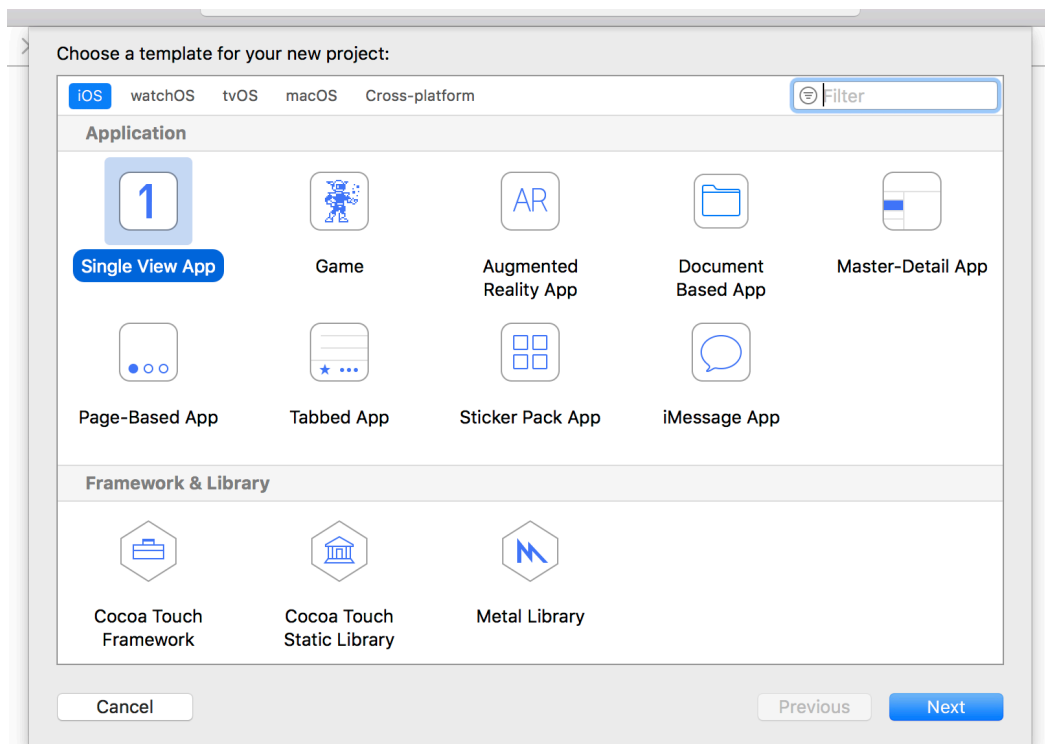 Choose a template for your new project:
iOS watchOS tvOS macOS Cross-platform Filter
Application
1 AR
Single View App Game Augmented Reality App Document Based App Master-Detail App
Page-Based App Tabbed App Sticker Pack App iMessage App
Framework & Library
Cocoa Touch Framework Cocoa Touch Static Library Metal Library
Cancel Previous Next